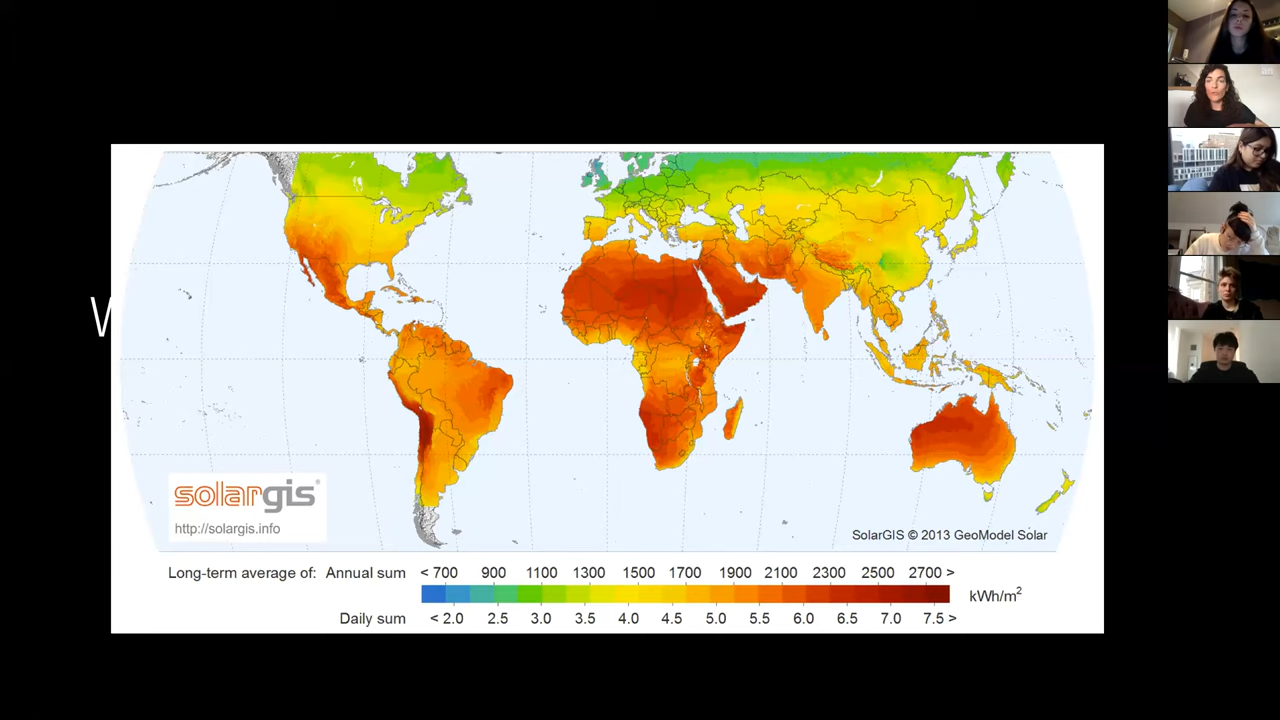 W
solargis®
http://solargis.info
SolarGIS © 2013 GeoModel Solar
Long-term average of: Annual sum < 700 900 1100 1300 1500 1700 1900 2100 2300 2500 2700 >
kWh/m²
Daily sum < 2.0 2.5 3.0 3.5 4.0 4.5 5.0 5.5 6.0 6.5 7.0 7.5 >